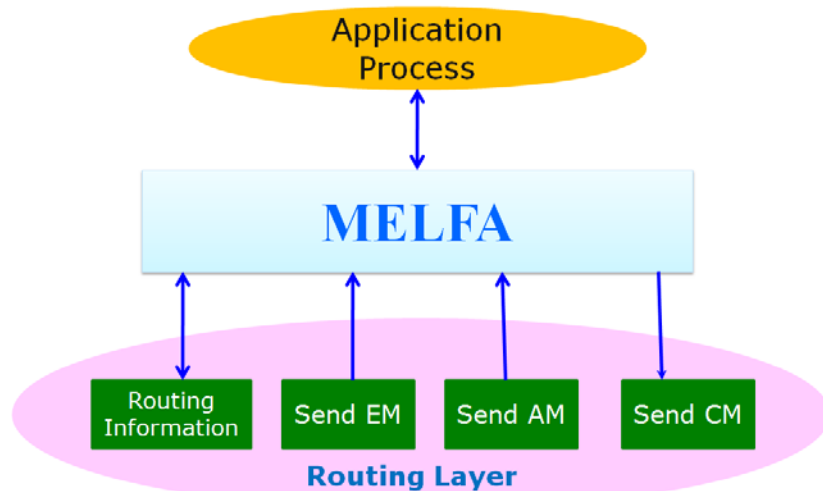 Application
Process
MELFA
Routing
Information
Send EM
Send AM
Send CM
Routing Layer